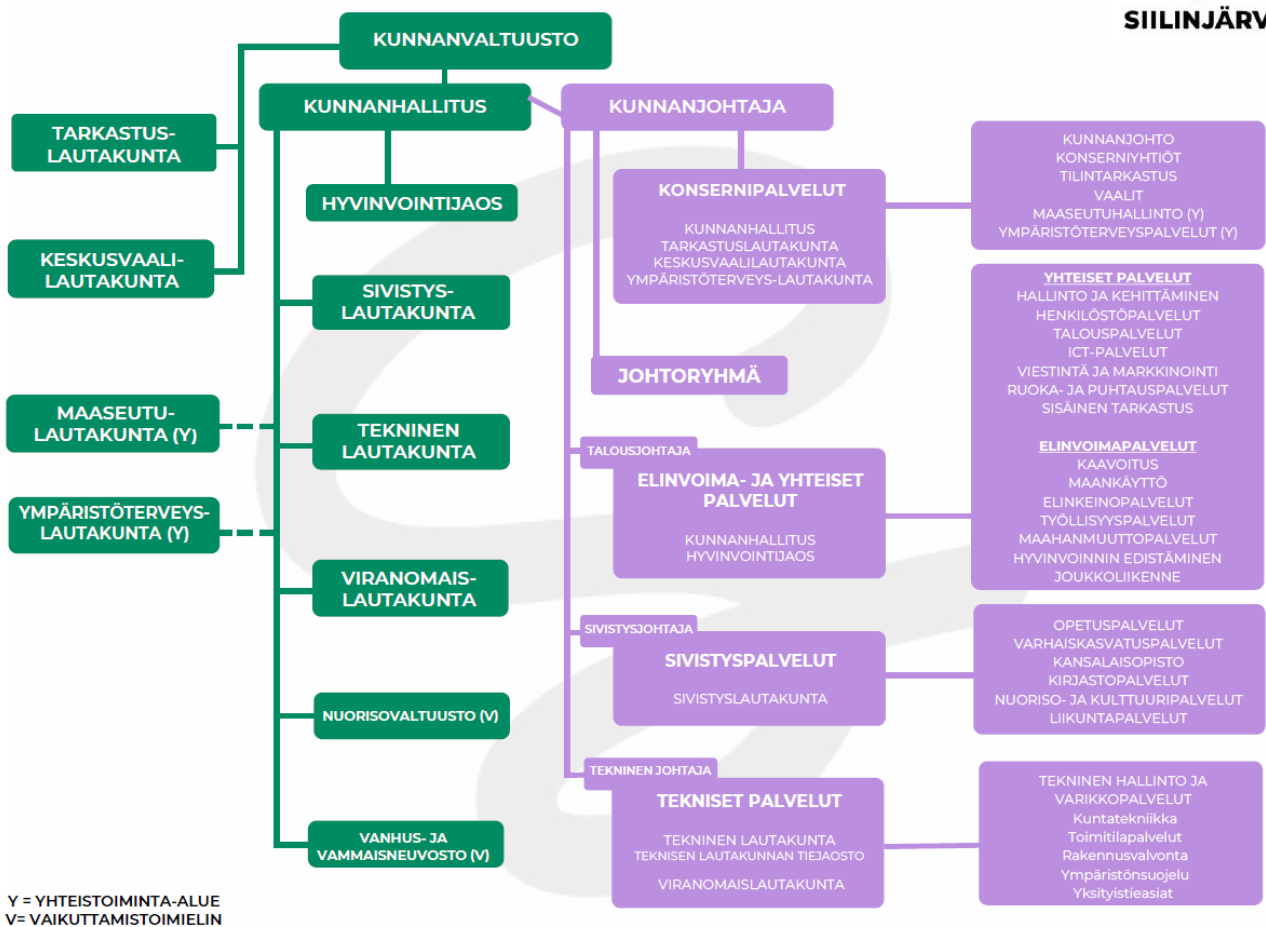 SIILINJÄRV
KUNNANVALTUUSTO
KUNNANHALLITUS
KUNNANJOHTAJA
TARKASTUS-
LAUTAKUNTA
HYVINVOINTIJAOS
KESKUSVAALI-
LAUTAKUNTA
SIVISTYS-
LAUTAKUNTA
MAASEUTU-
LAUTAKUNTA (Y)
TEKNINEN
LAUTAKUNTA
YMPÄRISTÖTERVEYS-
LAUTAKUNTA (Y)
VIRANOMAIS-
LAUTAKUNTA
NUORISOVALTUUSTO (V)
VANHUS- JA
VAMMAISNEUVOSTO (V)
KONSERNIPALVELUT
KUNNANHALLITUS
TARKASTUSLAUTAKUNTA
KESKUSVAALILAUTAKUNTA
YMPÄRISTÖTERVEYS-LAUTAKUNTA
KUNNANJOHTO
KONSERNIYHTIÖT
TILINTARKASTUS
VAALIT
MAASEUTUHALLINTO (Y)
YMPÄRISTÖTERVEYSPALVELUT (Y)
JOHTORYHMÄ
TALOUSJOHTAJA
ELINVOIMA- JA YHTEISET
PALVELUT
KUNNANHALLITUS
HYVINVOINTIJAOS
YHTEISET PALVELUT
HALLINTO JA KEHITTÄMINEN
HENKILÖSTÖPALVELUT
TALOUSPALVELUT
ICT-PALVELUT
VIESTINTÄ JA MARKKINOINTI
RUOKA- JA PUHTAUSPALVELUT
SISÄINEN TARKASTUS
ELINVOIMAPALVELUT
KAAVOITUS
MAANKÄYTTÖ
ELINKEINOPALVELUT
TYÖLLISYYSPALVELUT
MAAHANMUUTTOPALVELUT
HYVINVOINNIN EDISTÄMINEN
JOUKKOLIIKENNE
SIVISTYSJOHTAJA
SIVISTYSPALVELUT
SIVISTYSLAUTAKUNTA
OPETUSPALVELUT
VARHAISKASVATUSPALVELUT
KANSALAISOPISTO
KIRJASTOPALVELUT
NUORISO- JA KULTTUURIPALVELUT
LIIKUNTAPALVELUT
TEKNINEN JOHTAJA
TEKNISET PALVELUT
TEKNINEN LAUTAKUNTA
TEKNISEN LAUTAKUNNAN TIEJAOSTO
VIRANOMAISLAUTAKUNTA
TEKNINEN HALLINTO JA
VARIKKOPALVELUT
Kuntatekniikka
Toimitilapalvelut
Rakennusvalvonta
Ympäristönsuojelu
Yksityistieasiat
Y = YHTEISTOIMINTA-ALUE
V= VAIKUTTAMISTOIMIELIN